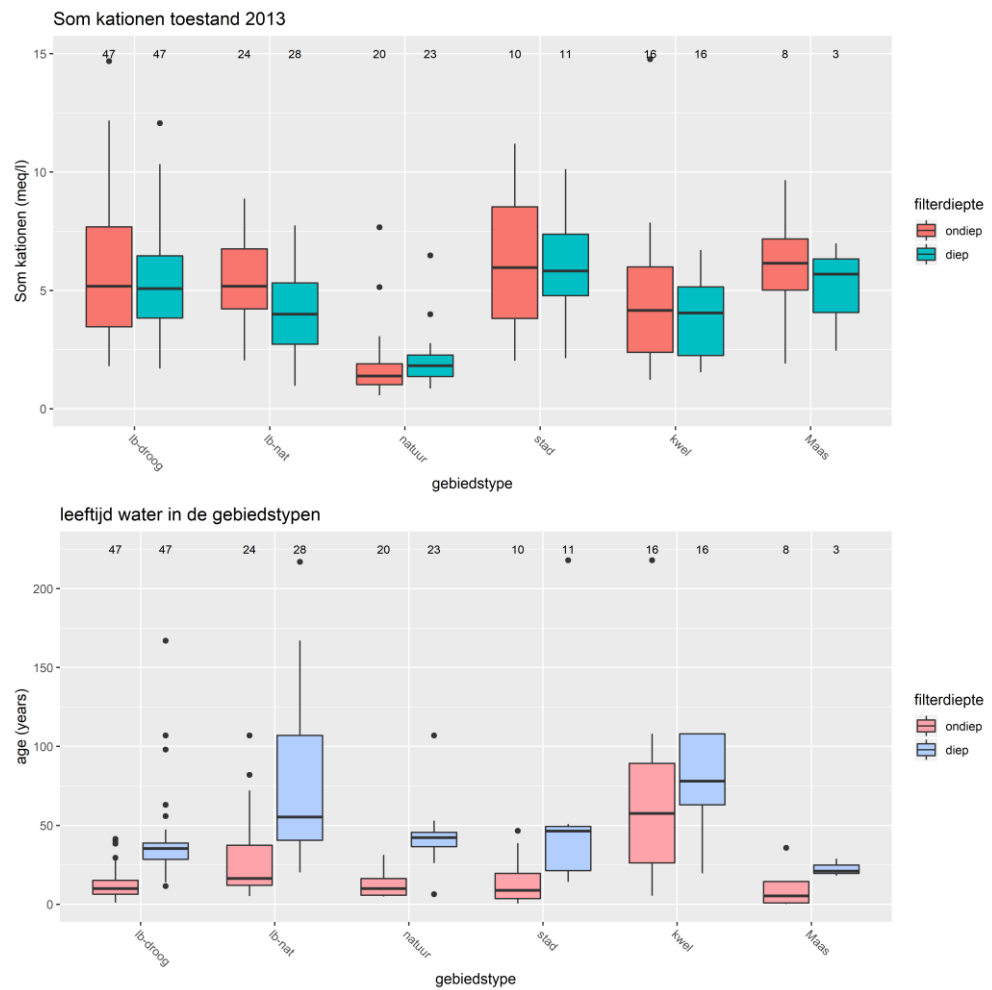 Som kationen toestand 2013
47 47 24 28 20 23 10 11 16 16 8 3
15
10
5
0
Som kationen (meq/l)
lb-droog lb-nat natuur stad kwel Maas
gebiedstype
filterdiepte
ondiep
diep
leeftijd water in de gebiedstypen
47 47 24 28 20 23 10 11 16 16 8 3
200
150
100
50
0
age (years)
lb-droog lb-nat natuur stad kwel Maas
gebiedstype
filterdiepte
ondiep
diep